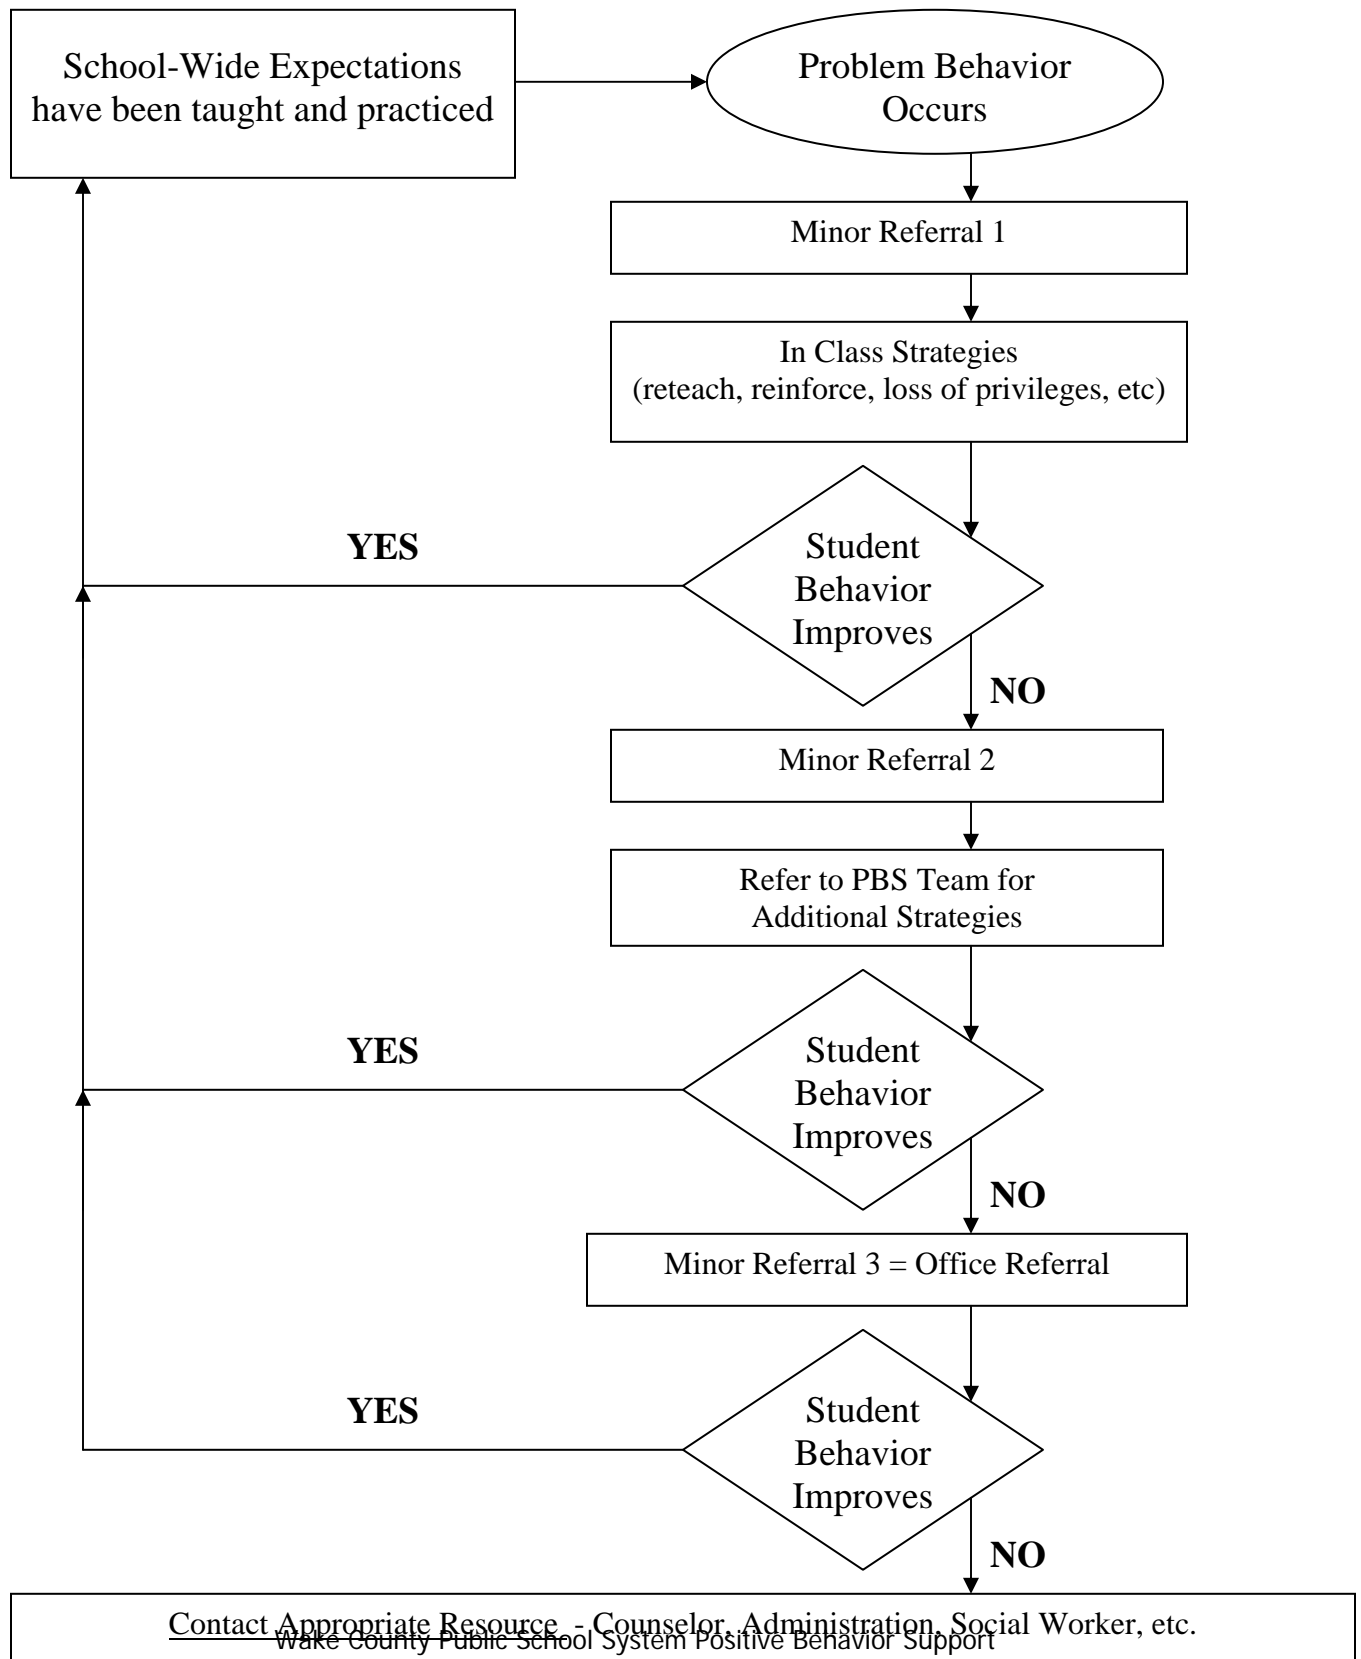 School-Wide Expectations
have been taught and practiced
Problem Behavior
Occurs
Minor Referral 1
In Class Strategies
(reteach, reinforce, loss of privileges, etc)
Student
Behavior
Improves
YES
NO
Minor Referral 2
Refer to PBS Team for
Additional Strategies
Student
Behavior
Improves
YES
NO
Minor Referral 3 = Office Referral
Student
Behavior
Improves
YES
NO
Contact Appropriate Resource - Counselor, Administration, Social Worker, etc.
Wake County Public School System Positive Behavior Support